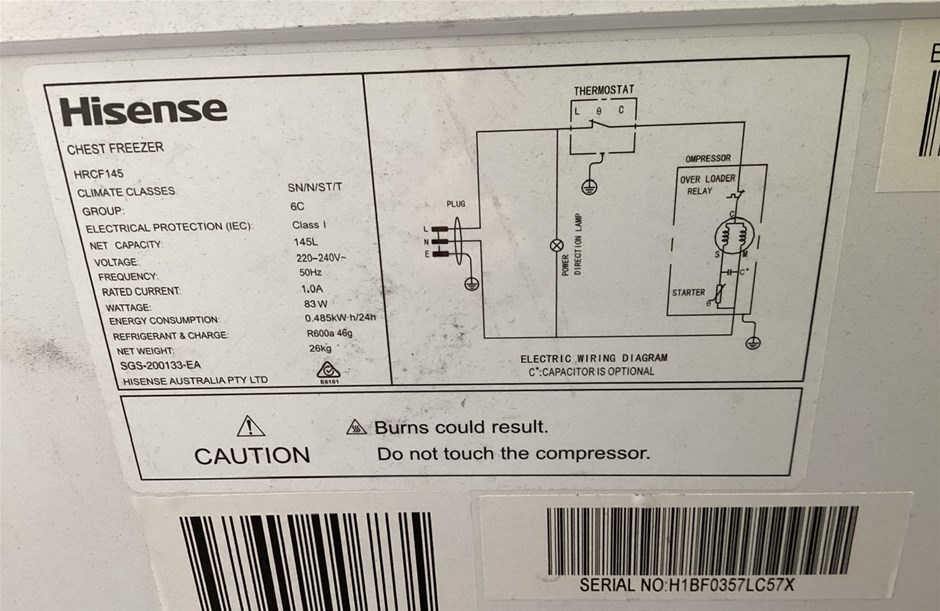 Hisense
CHEST FREEZER
HRCF145
CLIMATE CLASSES: SN/N/ST/T
GROUP: 6C
ELECTRICAL PROTECTION (IEC): Class I
NET CAPACITY: 145L
VOLTAGE: 220-240V~
FREQUENCY: 50Hz
RATED CURRENT: 1.0A
WATTAGE: 83W
ENERGY CONSUMPTION: 0.485kW·h/24h
REFRIGERANT & CHARGE: R600a 46g
NET WEIGHT: 26kg
SGS-200133-EA
HISENSE AUSTRALIA PTY LTD
E6101
THERMOSTAT
L θ C
OMPRESSOR
OVER LOADER
RELAY
PLUG
L
N
E
POWER
DIRECTION LAMP
C
S M
C*
STARTER
θ
ELECTRIC WIRING DIAGRAM
C*:CAPACITOR IS OPTIONAL
CAUTION
Burns could result.
Do not touch the compressor.
SERIAL NO:H1BF0357LC57X